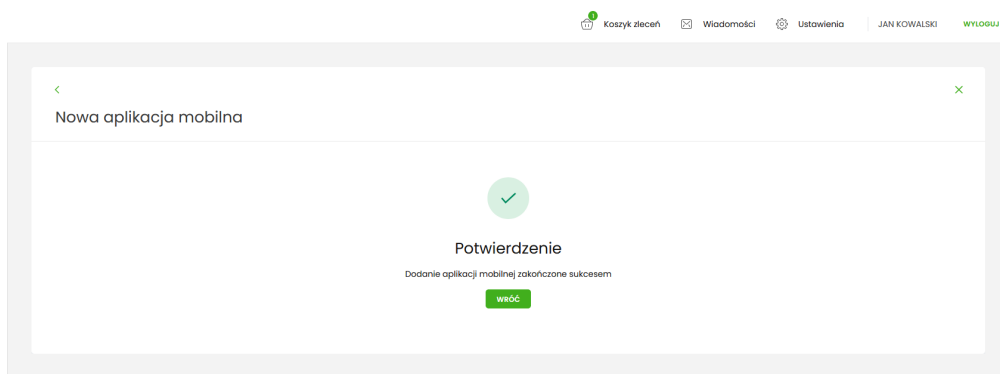 1
Koszyk zleceń Wiadomości Ustawienia JAN KOWALSKI WYLOGUJ
Nowa aplikacja mobilna
Potwierdzenie
Dodanie aplikacji mobilnej zakończone sukcesem
WRÓĆ